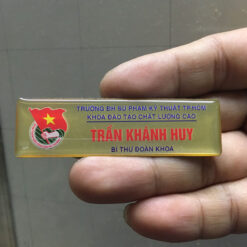 TRƯỜNG ĐH SƯ PHẠM KỸ THUẬT TP.HCM
KHOA ĐÀO TẠO CHẤT LƯỢNG CAO
TRẦN KHÁNH HUY
BÍ THƯ ĐOÀN KHOA